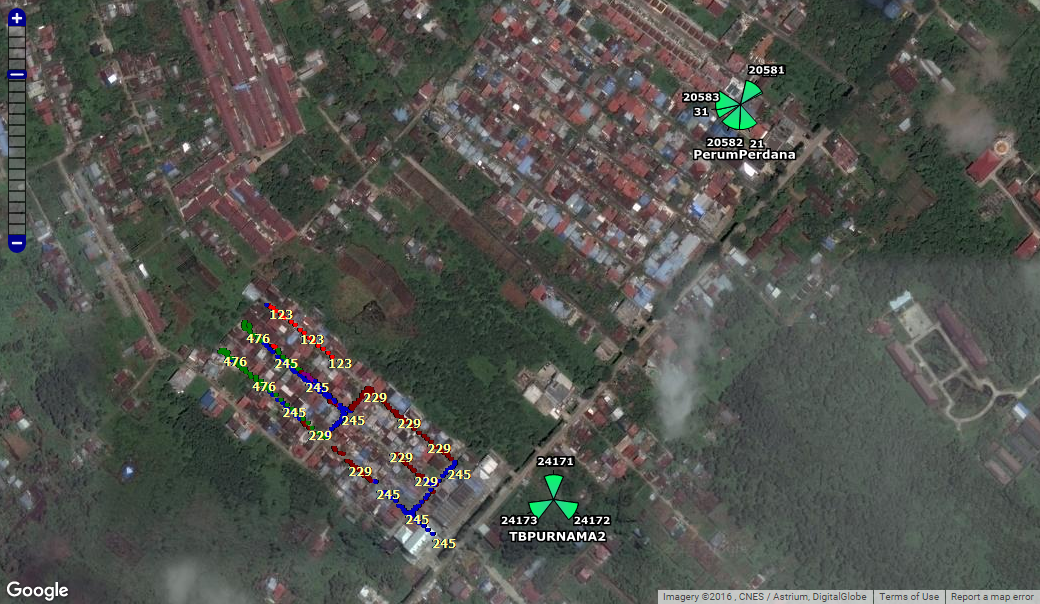 +
20581
20583
31
20582 21
PerumPerdana
123
476 123
476 245 123
476 245 229
245 245 229
229 229
229 229 245
245 229
245 24171
245 24173 24172
TBPURNAMA2
−
Google
Imagery ©2016 , CNES / Astrium, DigitalGlobe
Terms of Use
Report a map error